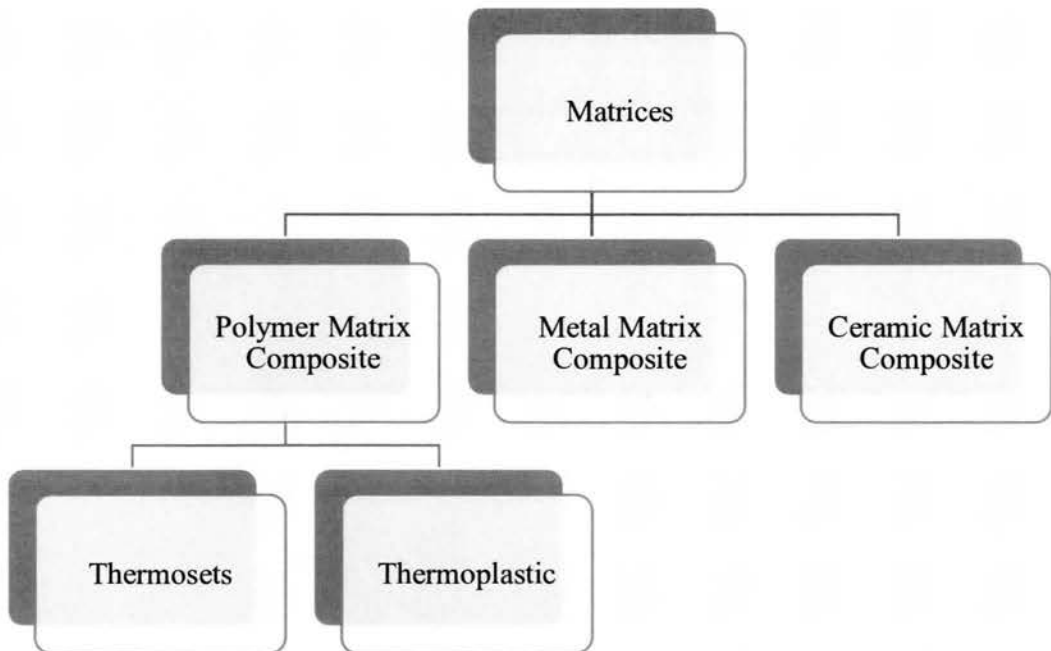 Matrices
Polymer Matrix
Composite
Metal Matrix
Composite
Ceramic Matrix
Composite
Thermosets
Thermoplastic